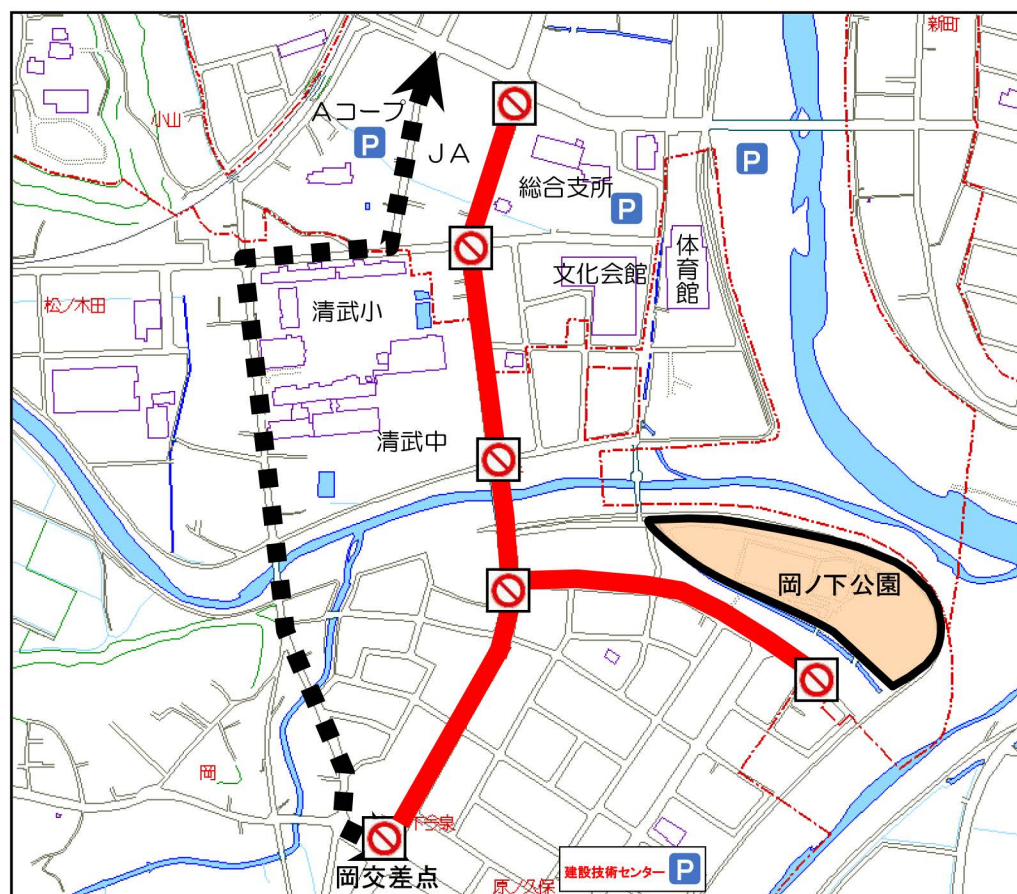 新町
Aコープ
P
小山
JA
総合支所
P
P
体育館
文化会館
松ノ木田
清武小
清武中
岡ノ下公園
岡
下今泉
岡交差点
原ノ久保
建設技術センター P